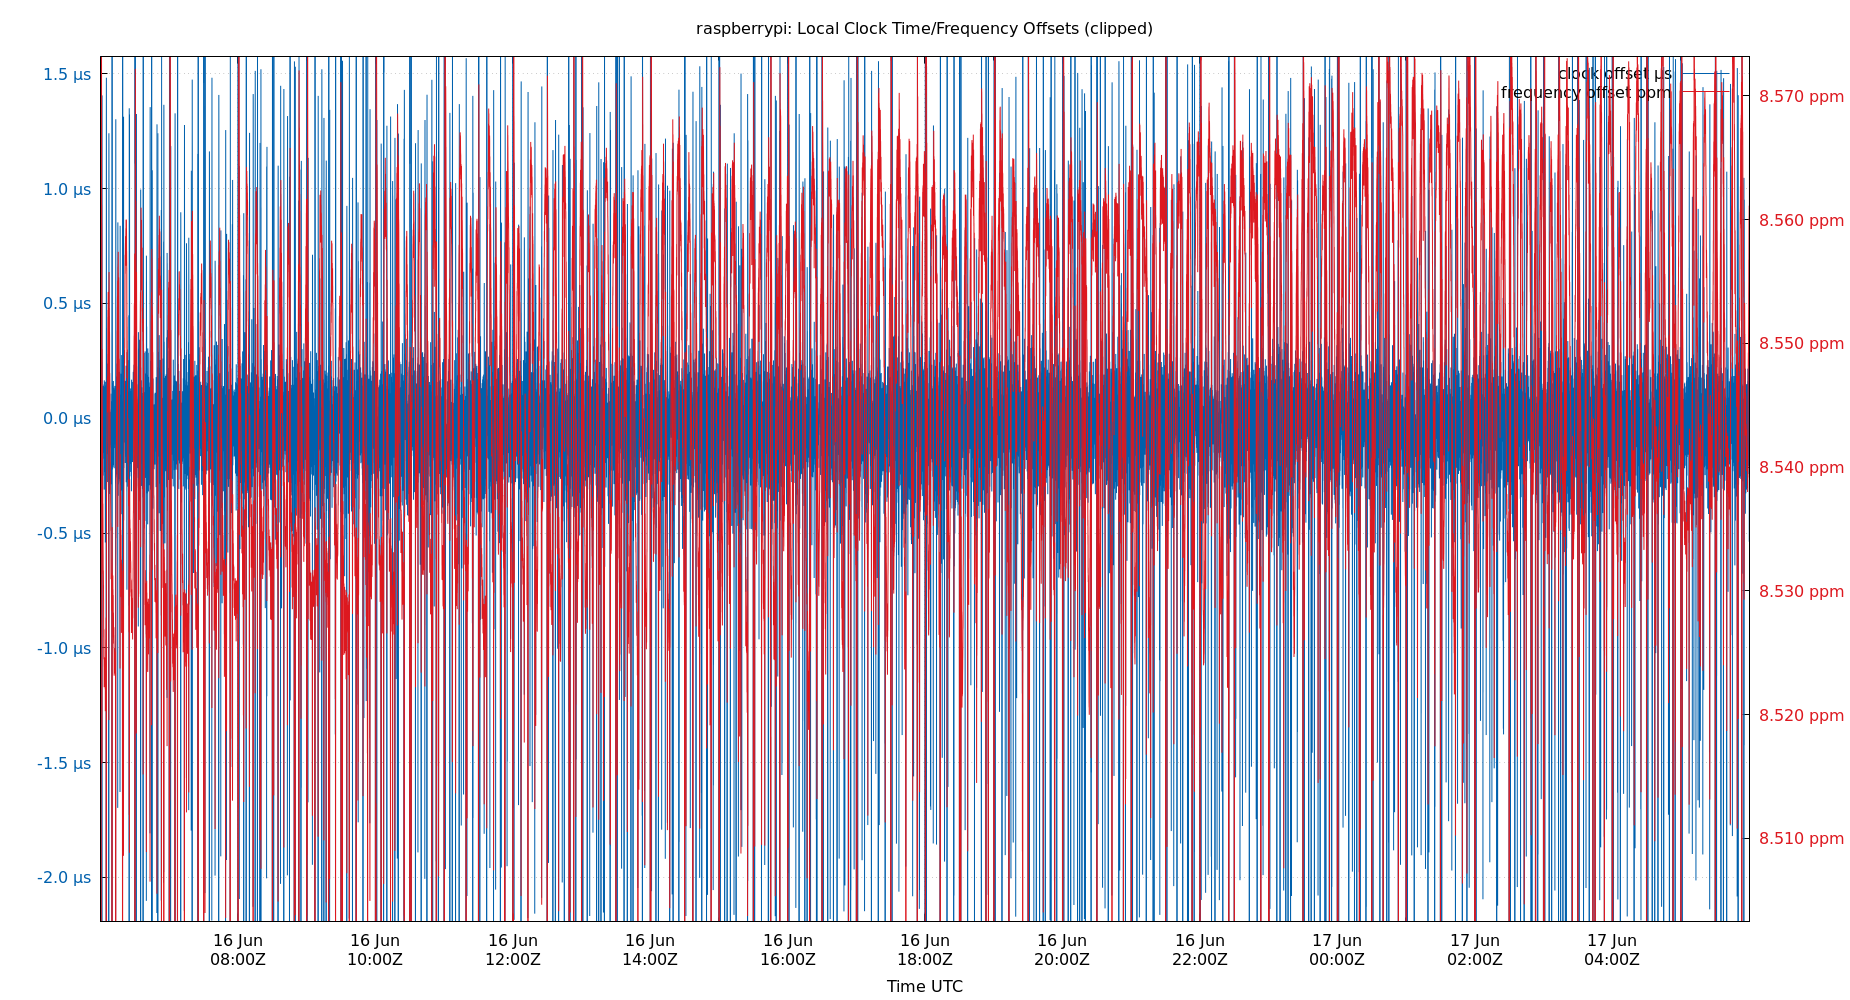 raspberrypi: Local Clock Time/Frequency Offsets (clipped)
clock offset µs
frequency offset ppm
1.5 µs
1.0 µs
0.5 µs
0.0 µs
-0.5 µs
-1.0 µs
-1.5 µs
-2.0 µs
8.570 ppm
8.560 ppm
8.550 ppm
8.540 ppm
8.530 ppm
8.520 ppm
8.510 ppm
16 Jun 16 Jun 16 Jun 16 Jun 16 Jun 16 Jun 16 Jun 16 Jun 17 Jun 17 Jun 17 Jun
08:00Z 10:00Z 12:00Z 14:00Z 16:00Z 18:00Z 20:00Z 22:00Z 00:00Z 02:00Z 04:00Z
Time UTC